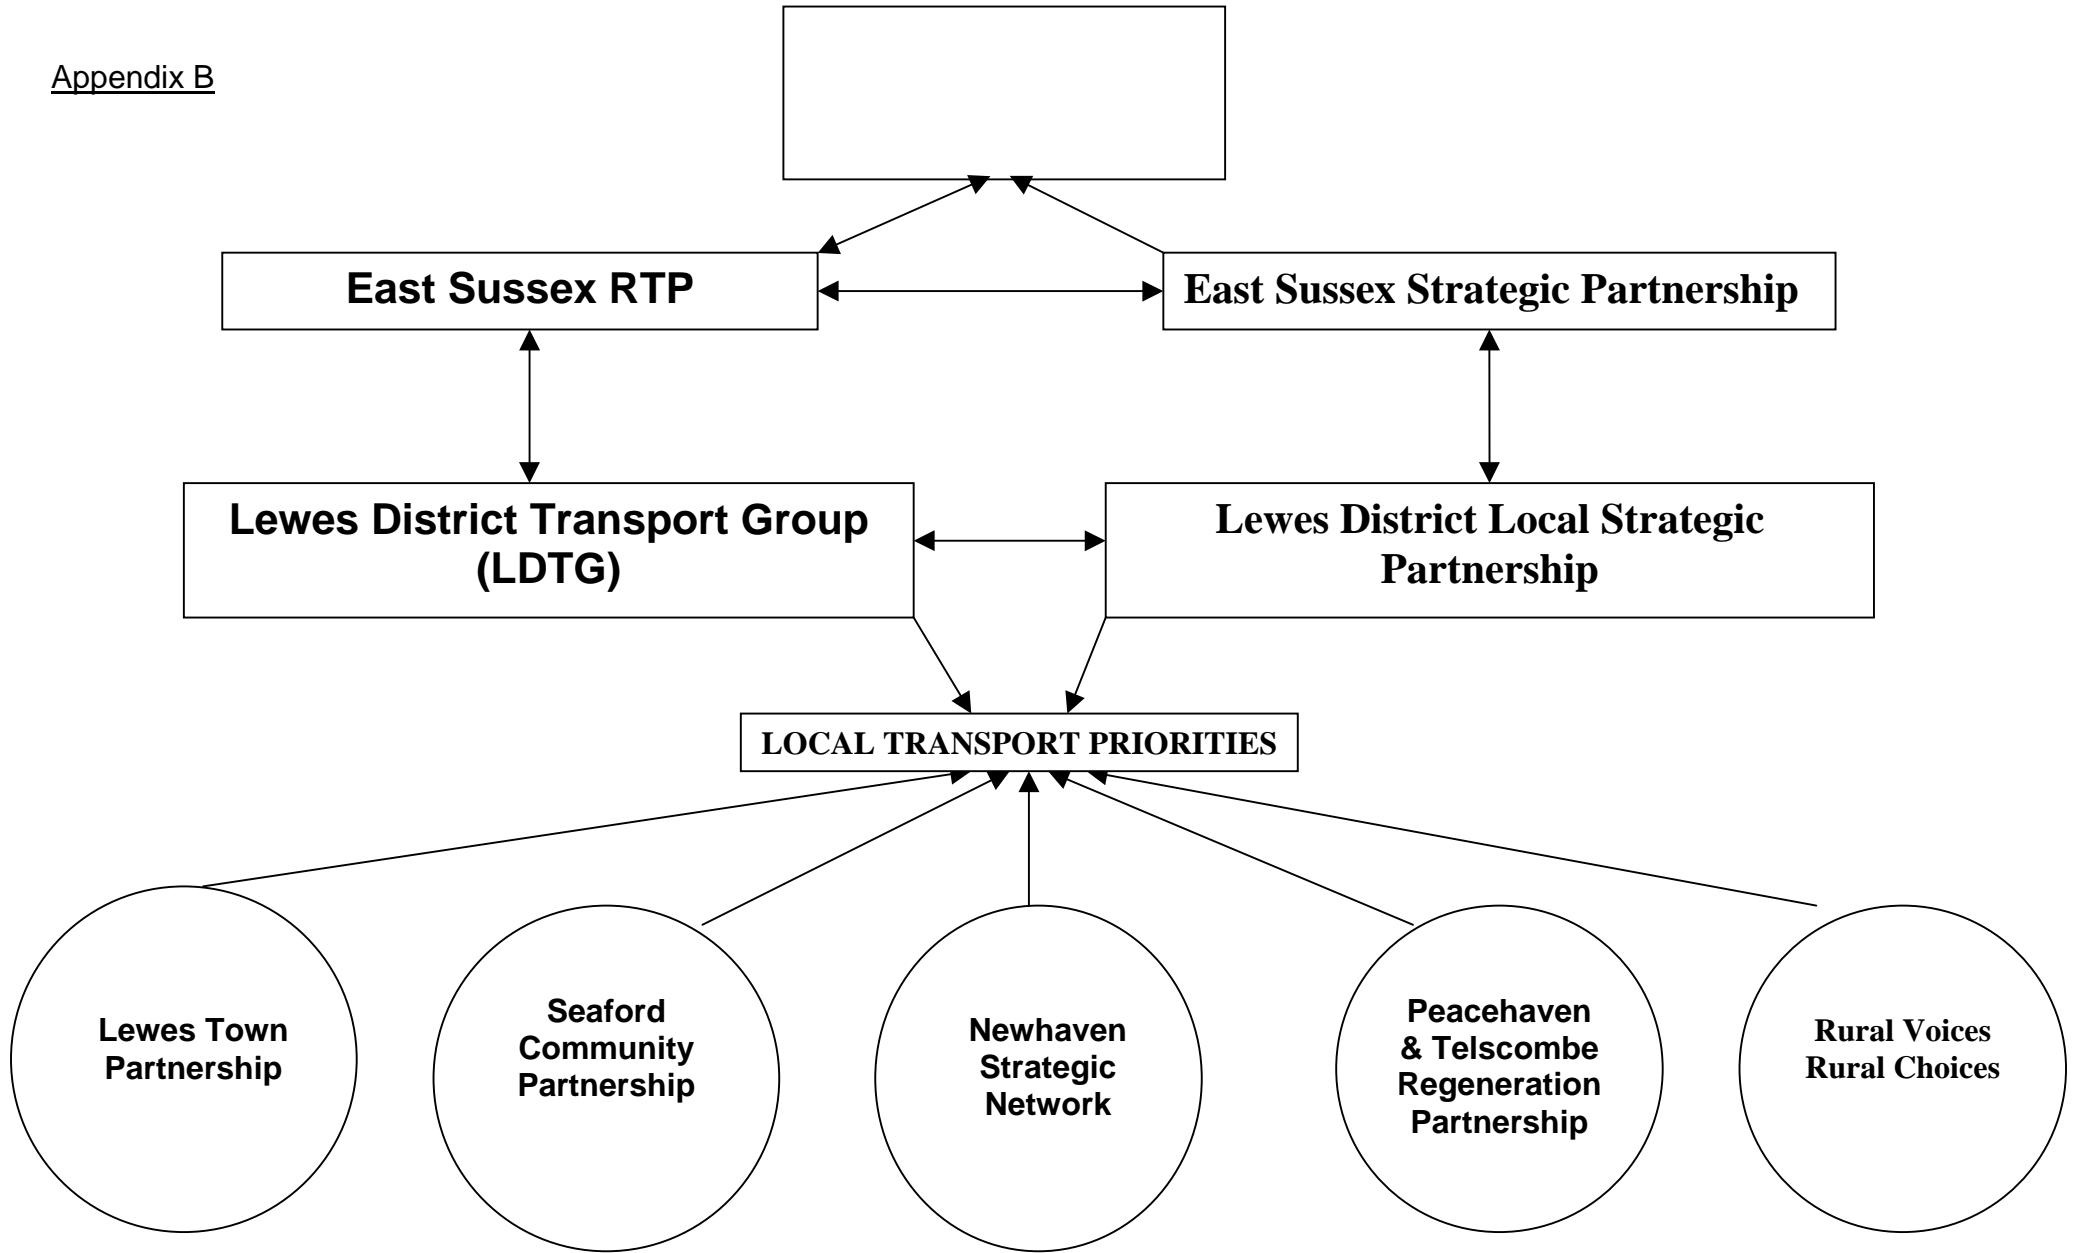 Appendix B
East Sussex RTP
East Sussex Strategic Partnership
Lewes District Transport Group
(LDTG)
Lewes District Local Strategic
Partnership
LOCAL TRANSPORT PRIORITIES
Lewes Town
Partnership
Seaford
Community
Partnership
Newhaven
Strategic
Network
Peacehaven
& Telscombe
Regeneration
Partnership
Rural Voices
Rural Choices